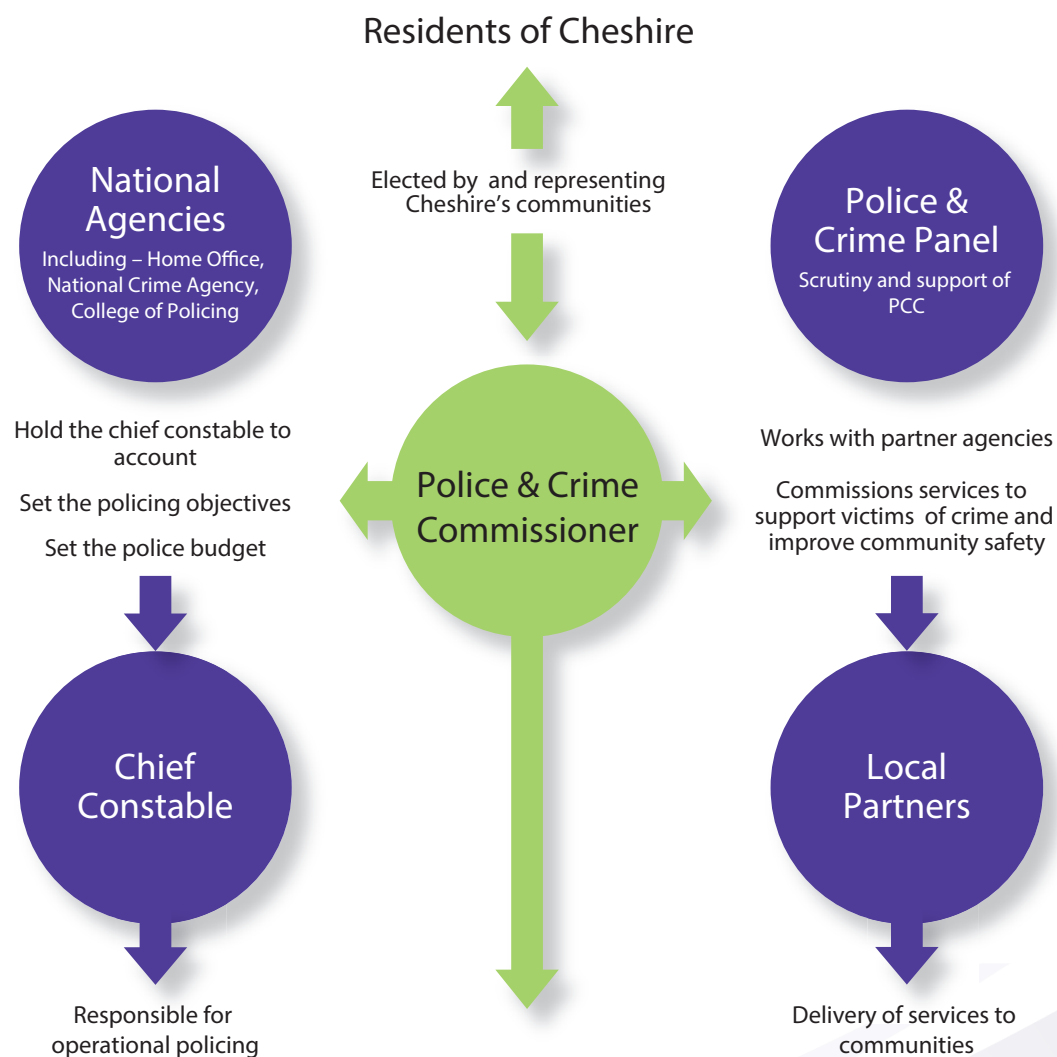 Residents of Cheshire
National
Agencies
Including – Home Office,
National Crime Agency,
College of Policing
Elected by and representing
Cheshire's communities
Police &
Crime Panel
Scrutiny and support of
PCC
Hold the chief constable to
account
Set the policing objectives
Set the police budget
Police & Crime
Commissioner
Works with partner agencies
Commissions services to
support victims of crime and
improve community safety
Chief
Constable
Local
Partners
Responsible for
operational policing
Delivery of services to
communities